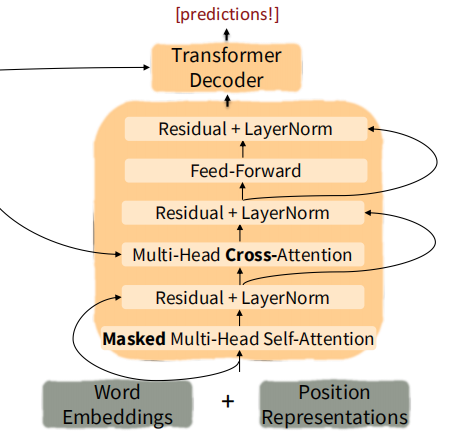 [predictions!]
Transformer
Decoder
Residual + LayerNorm
Feed-Forward
Residual + LayerNorm
Multi-Head Cross-Attention
Residual + LayerNorm
Masked Multi-Head Self-Attention
Word
Embeddings
+
Position
Representations